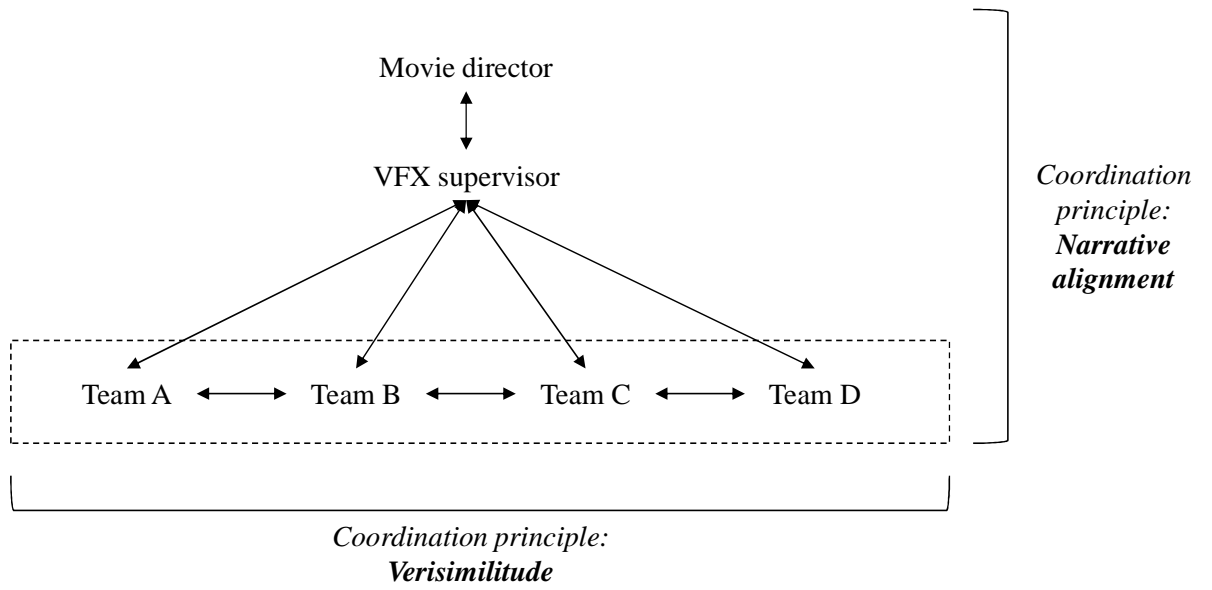 Movie director
VFX supervisor
Coordination
principle:
Narrative
alignment
Team A
Team B
Team C
Team D
Coordination principle:
Verisimilitude